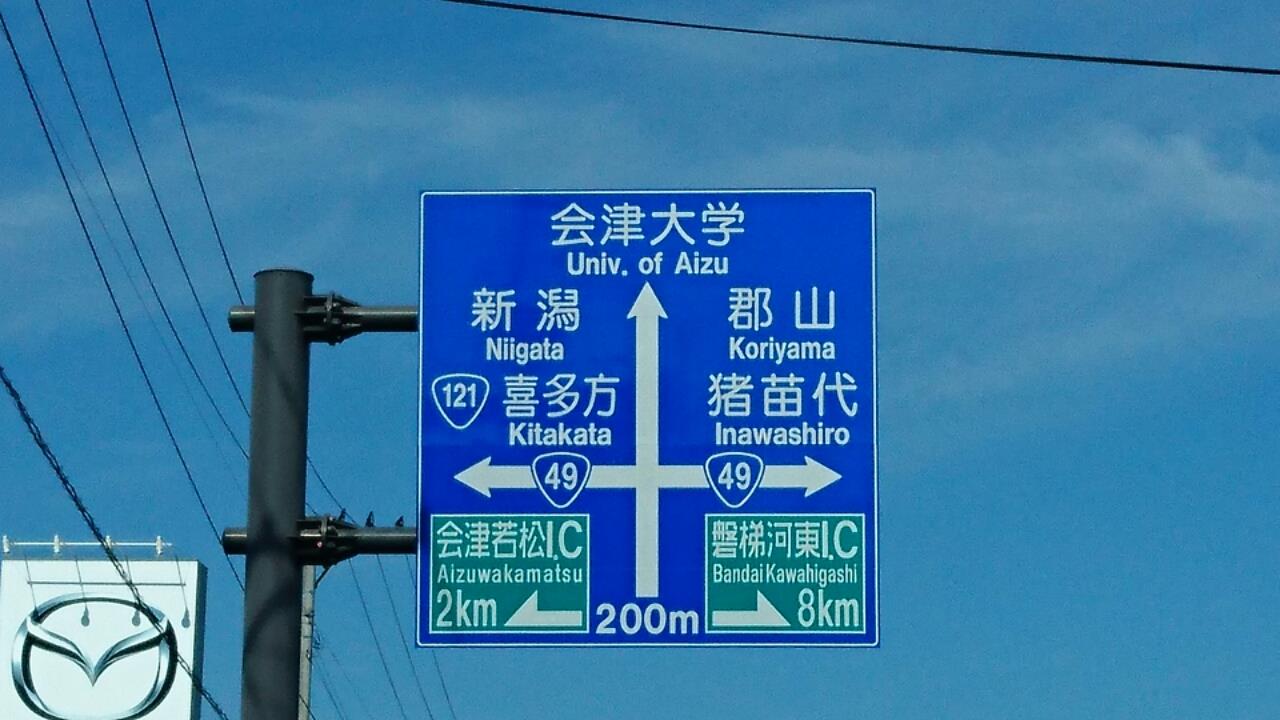 会津大学
Univ. of Aizu
新潟
Niigata
郡山
Koriyama
121 喜多方
Kitakata
猪苗代
Inawashiro
49
49
会津若松I.C
Aizuwakamatsu
2km
200m
磐梯河東I.C
Bandai Kawahigashi
8km